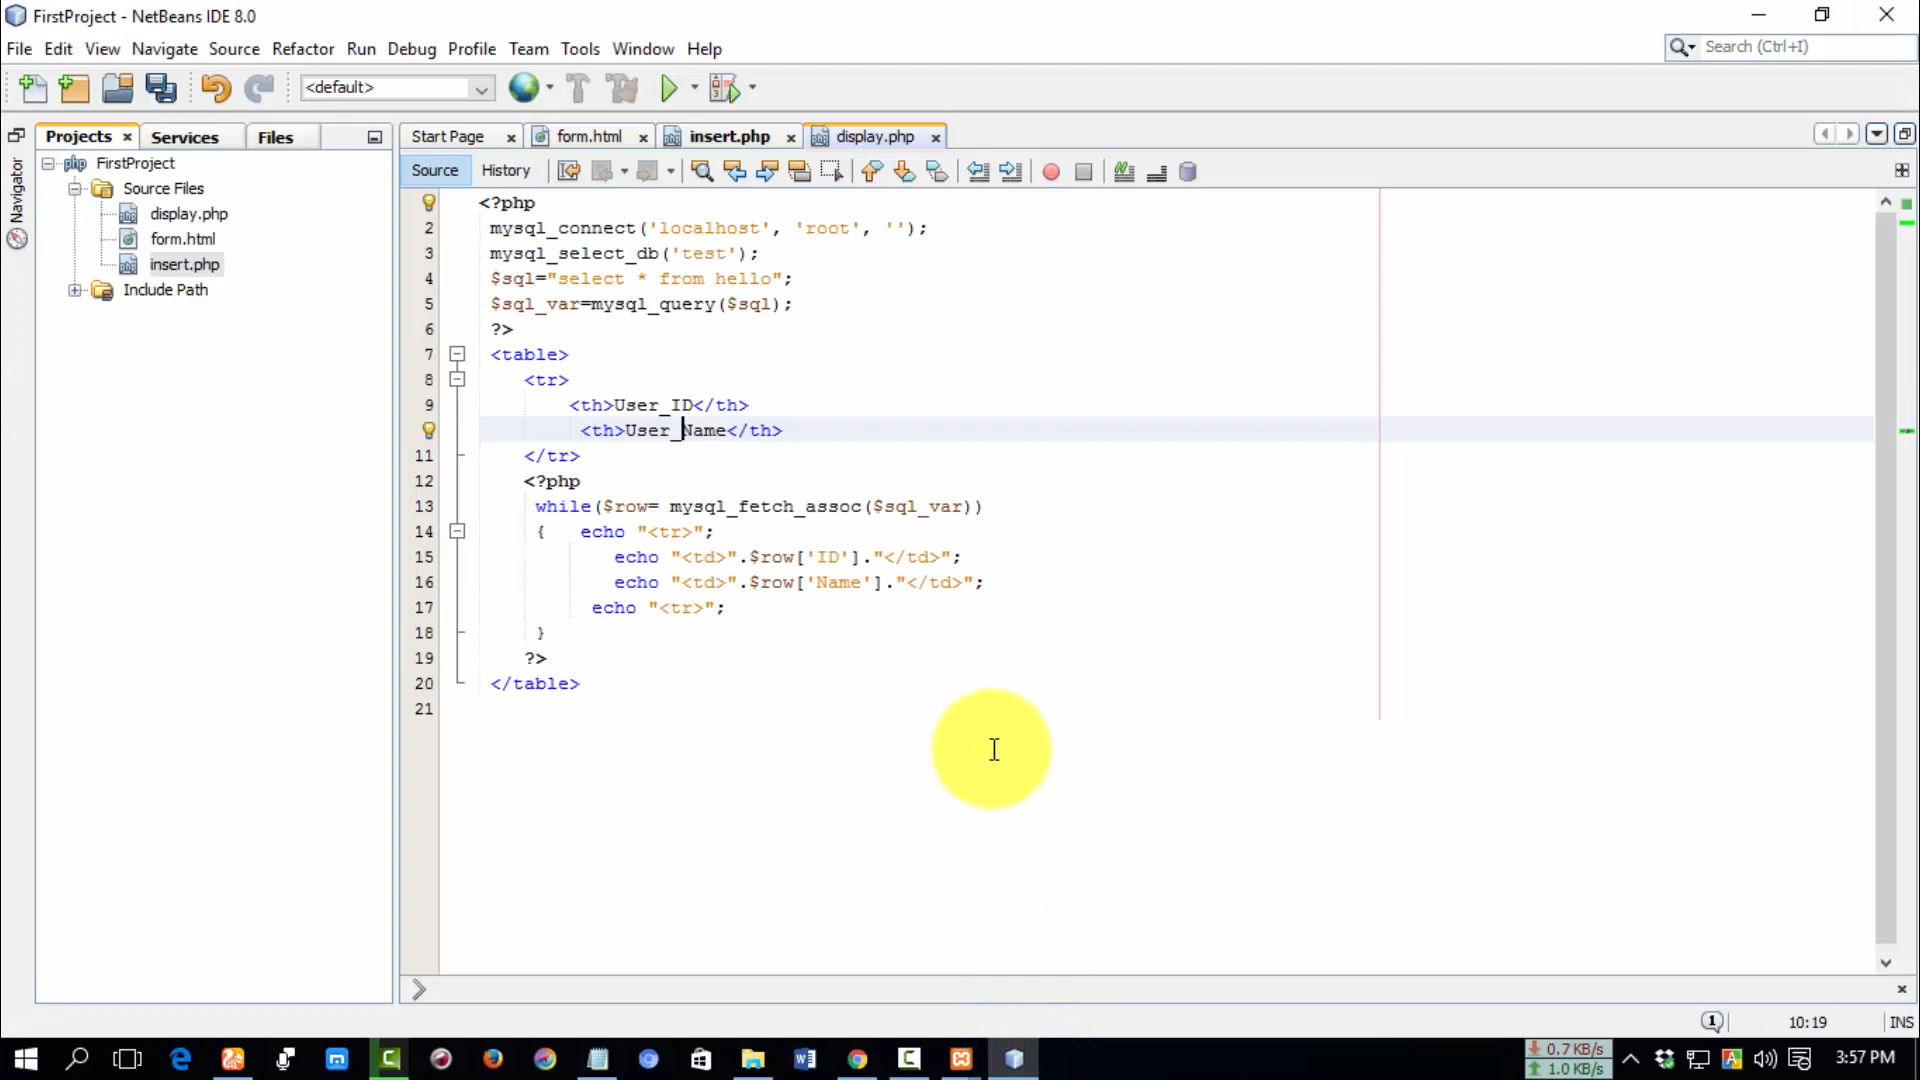 FirstProject - NetBeans IDE 8.0
File Edit View Navigate Source Refactor Run Debug Profile Team Tools Window Help
Search (Ctrl+I)
<default>
Projects Services Files
Start Page form.html insert.php display.php
Source History
Navigator
FirstProject
Source Files
display.php
form.html
insert.php
Include Path
<?php
2 mysql_connect('localhost', 'root', '');
3 mysql_select_db('test');
4 $sql="select * from hello";
5 $sql_var=mysql_query($sql);
6 ?>
7 <table>
8 <tr>
9 <th>User_ID</th>
<th>User_Name</th>
11 </tr>
12 <?php
13 while($row= mysql_fetch_assoc($sql_var))
14 { echo "<tr>";
15 echo "<td>".$row['ID']."</td>";
16 echo "<td>".$row['Name']."</td>";
17 echo "<tr>";
18 }
19 ?>
20 </table>
21
1 10:19 INS
0.7 KB/s
1.0 KB/s
3:57 PM